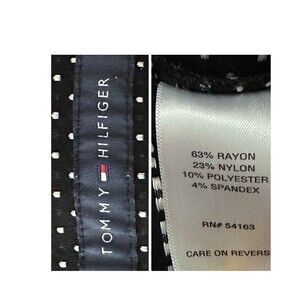 TOMMY HILFIGER
63% RAYON
23% NYLON
10% POLYESTER
4% SPANDEX
RN# 54163
CARE ON REVERS